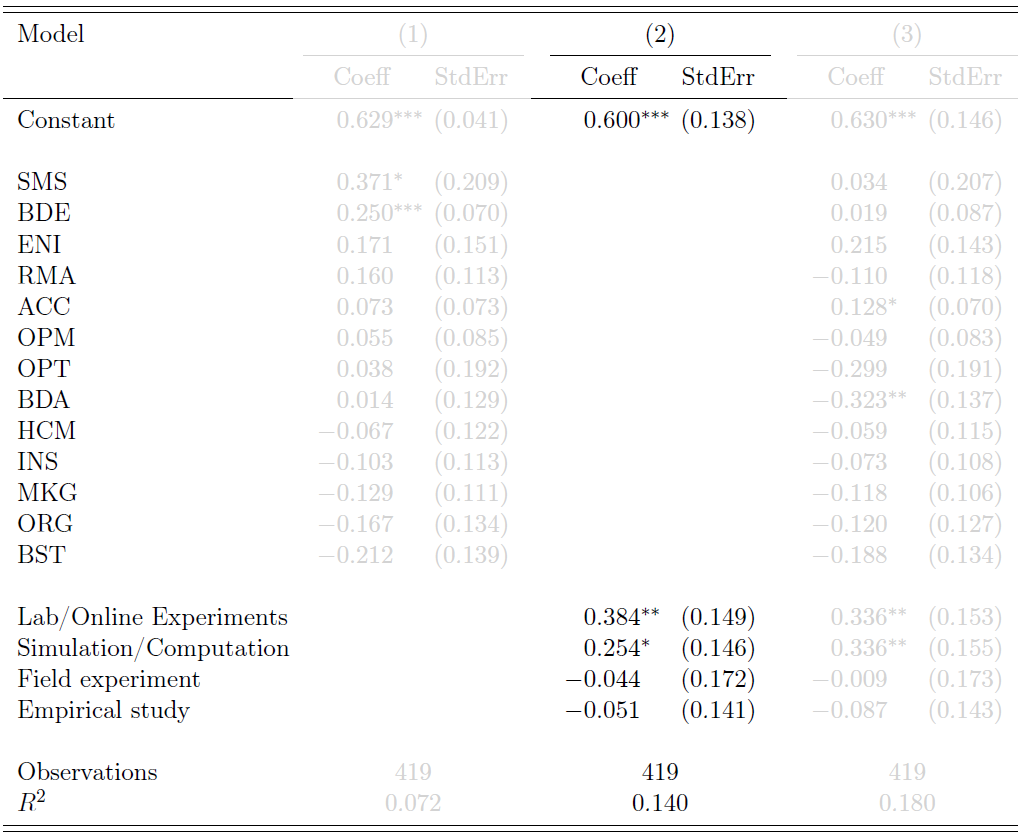 Model (1) (2) (3)
Coeff StdErr Coeff StdErr Coeff StdErr
Constant 0.629*** (0.041) 0.600*** (0.138) 0.630*** (0.146)
SMS 0.371* (0.209) 0.034 (0.207)
BDE 0.250*** (0.070) 0.019 (0.087)
ENI 0.171 (0.151) 0.215 (0.143)
RMA 0.160 (0.113) −0.110 (0.118)
ACC 0.073 (0.073) 0.128* (0.070)
OPM 0.055 (0.085) −0.049 (0.083)
OPT 0.038 (0.192) −0.299 (0.191)
BDA 0.014 (0.129) −0.323** (0.137)
HCM −0.067 (0.122) −0.059 (0.115)
INS −0.103 (0.113) −0.073 (0.108)
MKG −0.129 (0.111) −0.118 (0.106)
ORG −0.167 (0.134) −0.120 (0.127)
BST −0.212 (0.139) −0.188 (0.134)
Lab/Online Experiments 0.384** (0.149) 0.336** (0.153)
Simulation/Computation 0.254* (0.146) 0.336** (0.155)
Field experiment −0.044 (0.172) −0.009 (0.173)
Empirical study −0.051 (0.141) −0.087 (0.143)
Observations 419 419 419
R² 0.072 0.140 0.180